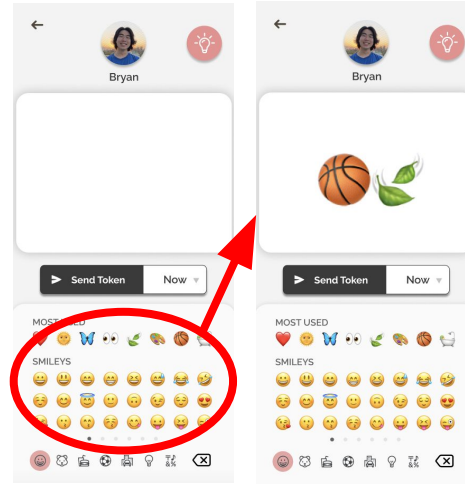 Bryan
Send Token
Now
MOST USED
SMILEYS
Bryan
Send Token
Now
MOST USED
SMILEYS